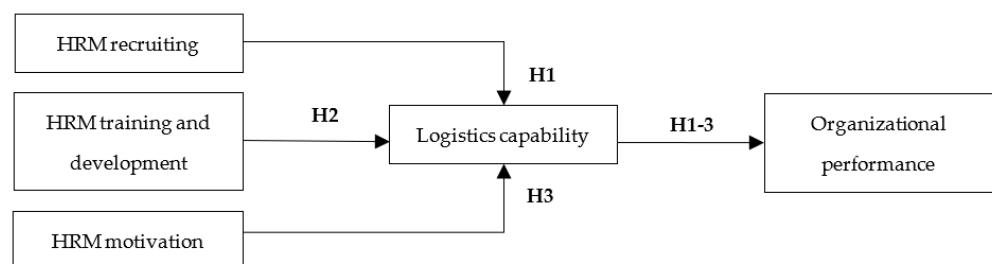 HRM recruiting
H1
HRM training and
development
H2
Logistics capability
H1-3
Organizational
performance
H3
HRM motivation